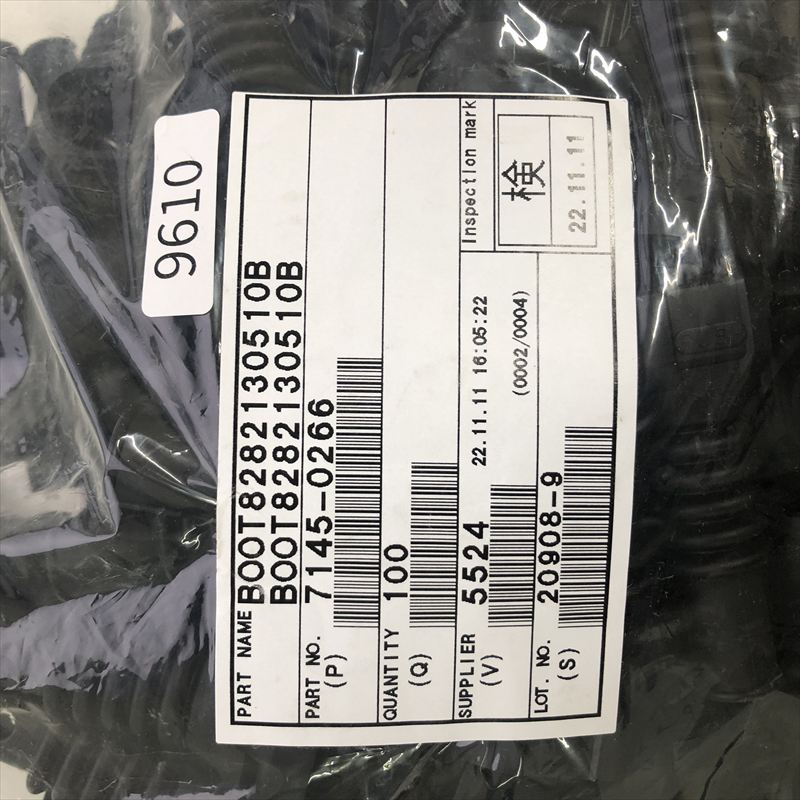 9610
PART NAME BOOT8282130510B
BOOT8282130510B
PART NO. 7145-0266
(P)
QUANTITY 100
(Q)
SUPPLIER 5524
(V)
22.11.11 16:05:22
(0002/0004)
LOT. NO. 20908-9
(S)
Inspection mark
検
22.11.11